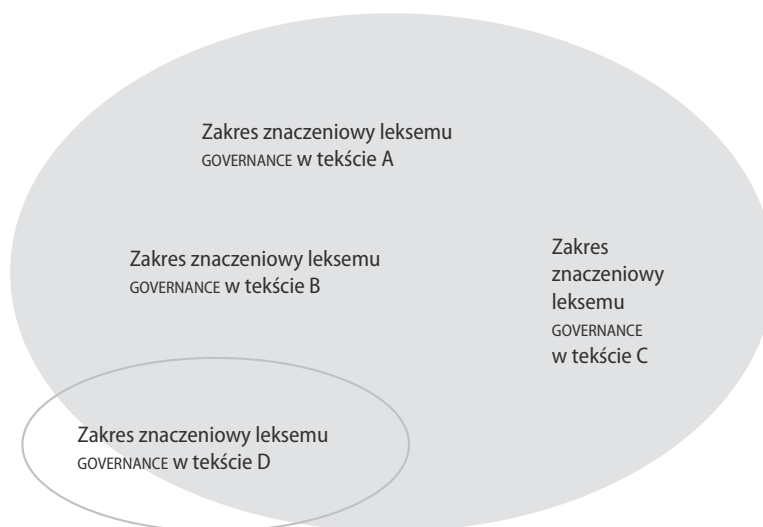 Zakres znaczeniowy leksemu
GOVERNANCE w tekście A
Zakres znaczeniowy leksemu
GOVERNANCE w tekście B
Zakres
znaczeniowy
leksemu
GOVERNANCE
w tekście C
Zakres znaczeniowy leksemu
GOVERNANCE w tekście D